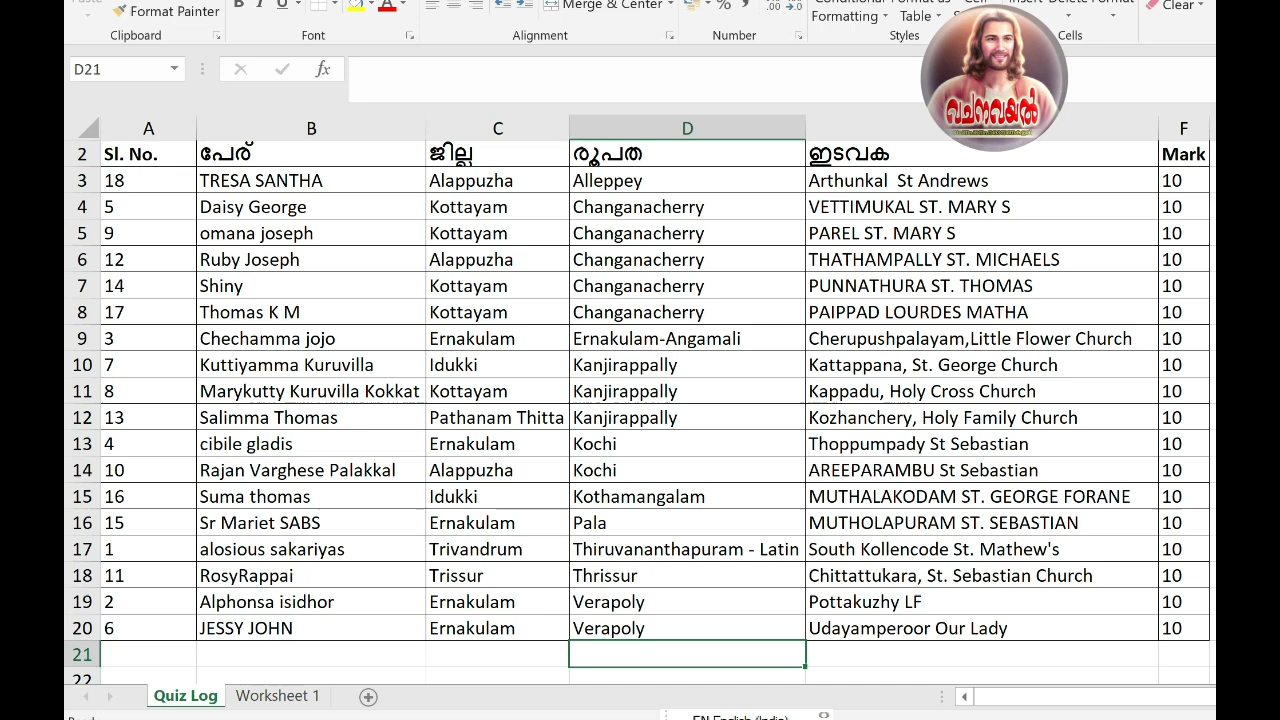 Format Painter
B I U
Merge & Center
%
Conditional Format as Cell Insert Delete Format
Formatting Table
Clear
Clipboard Font Alignment Number Styles Cells
D21 fx
വചനവയൽ
A B C D F
2 Sl. No. പേര് ജില്ല രൂപത ഇടവക Mark
3 18 TRESA SANTHA Alappuzha Alleppey Arthunkal St Andrews 10
4 5 Daisy George Kottayam Changanacherry VETTIMUKAL ST. MARY S 10
5 9 omana joseph Kottayam Changanacherry PAREL ST. MARY S 10
6 12 Ruby Joseph Alappuzha Changanacherry THATHAMPALLY ST. MICHAELS 10
7 14 Shiny Kottayam Changanacherry PUNNATHURA ST. THOMAS 10
8 17 Thomas K M Kottayam Changanacherry PAIPPAD LOURDES MATHA 10
9 3 Chechamma jojo Ernakulam Ernakulam-Angamali Cherupushpalayam,Little Flower Church 10
10 7 Kuttiyamma Kuruvilla Idukki Kanjirappally Kattappana, St. George Church 10
11 8 Marykutty Kuruvilla Kokkat Kottayam Kanjirappally Kappadu, Holy Cross Church 10
12 13 Salimma Thomas Pathanam Thitta Kanjirappally Kozhanchery, Holy Family Church 10
13 4 cibile gladis Ernakulam Kochi Thoppumpady St Sebastian 10
14 10 Rajan Varghese Palakkal Alappuzha Kochi AREEPARAMBU St Sebastian 10
15 16 Suma thomas Idukki Kothamangalam MUTHALAKODAM ST. GEORGE FORANE 10
16 15 Sr Mariet SABS Ernakulam Pala MUTHOLAPURAM ST. SEBASTIAN 10
17 1 alosious sakariyas Trivandrum Thiruvananthapuram - Latin South Kollencode St. Mathew's 10
18 11 RosyRappai Trissur Thrissur Chittattukara, St. Sebastian Church 10
19 2 Alphonsa isidhor Ernakulam Verapoly Pottakuzhy LF 10
20 6 JESSY JOHN Ernakulam Verapoly Udayamperoor Our Lady 10
21
22
Quiz Log Worksheet 1
EN English (India)